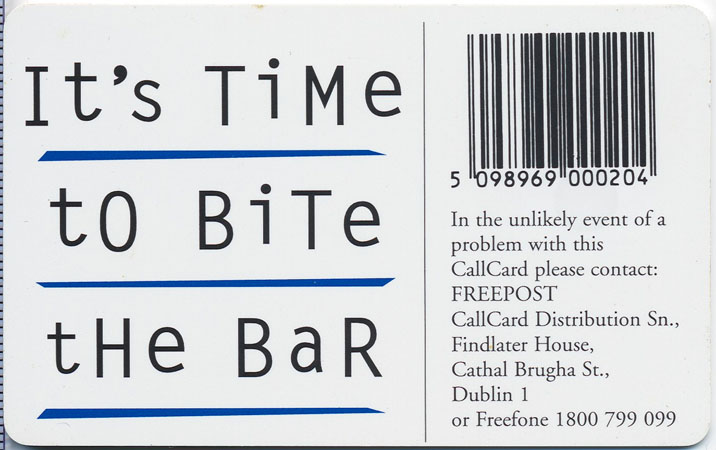 It's TiMe
tO BiTe
tHe BaR
5 098969 000204
In the unlikely event of a
problem with this
CallCard please contact:
FREEPOST
CallCard Distribution Sn.,
Findlater House,
Cathal Brugha St.,
Dublin 1
or Freefone 1800 799 099